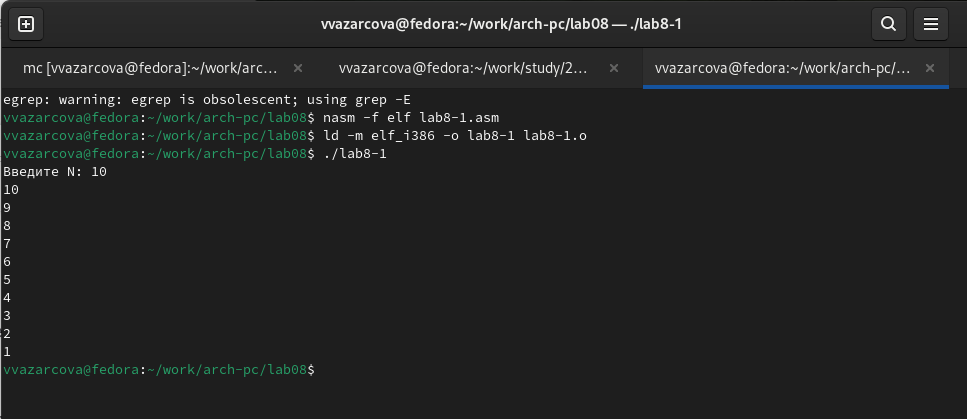 vvazarcova@fedora:~/work/arch-pc/lab08 — ./lab8-1
mc [vvazarcova@fedora]:~/work/arc...
vvazarcova@fedora:~/work/study/2...
vvazarcova@fedora:~/work/arch-pc/...
egrep: warning: egrep is obsolescent; using grep -E
vvazarcova@fedora:~/work/arch-pc/lab08$ nasm -f elf lab8-1.asm
vvazarcova@fedora:~/work/arch-pc/lab08$ ld -m elf_i386 -o lab8-1 lab8-1.o
vvazarcova@fedora:~/work/arch-pc/lab08$ ./lab8-1
Введите N: 10
10
9
8
7
6
5
4
3
2
1
vvazarcova@fedora:~/work/arch-pc/lab08$